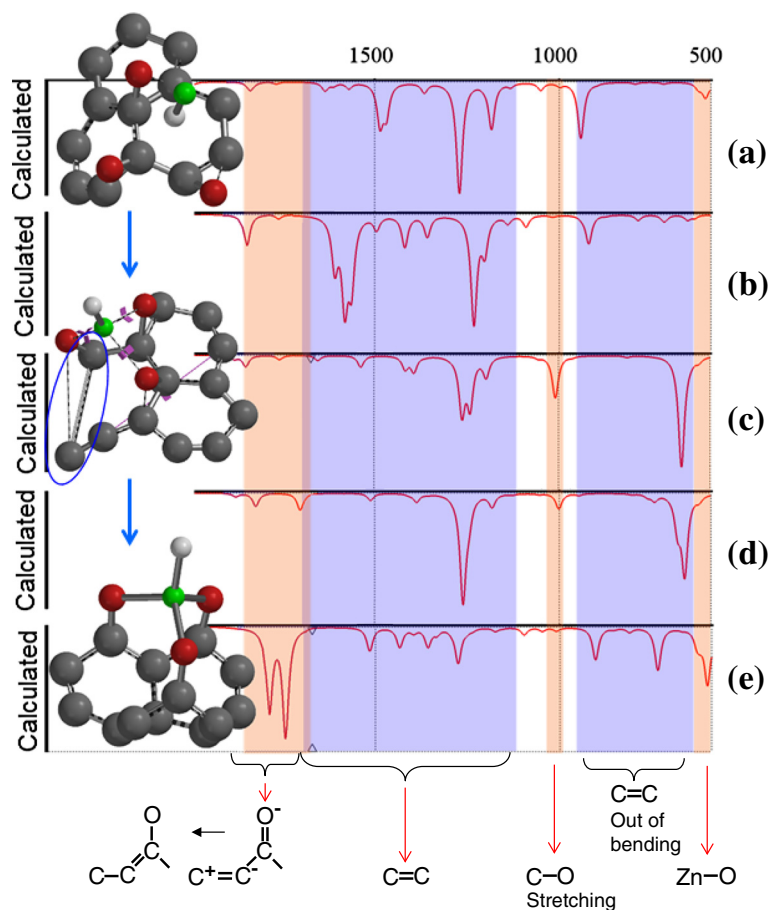 1500 1000 500
Calculated
(a)
Calculated
(b)
Calculated
(c)
Calculated
(d)
Calculated
(e)
O
C
C–C
O-
C
C+=C-
C=C
C–O
Stretching
C=C
Out of
bending
Zn–O